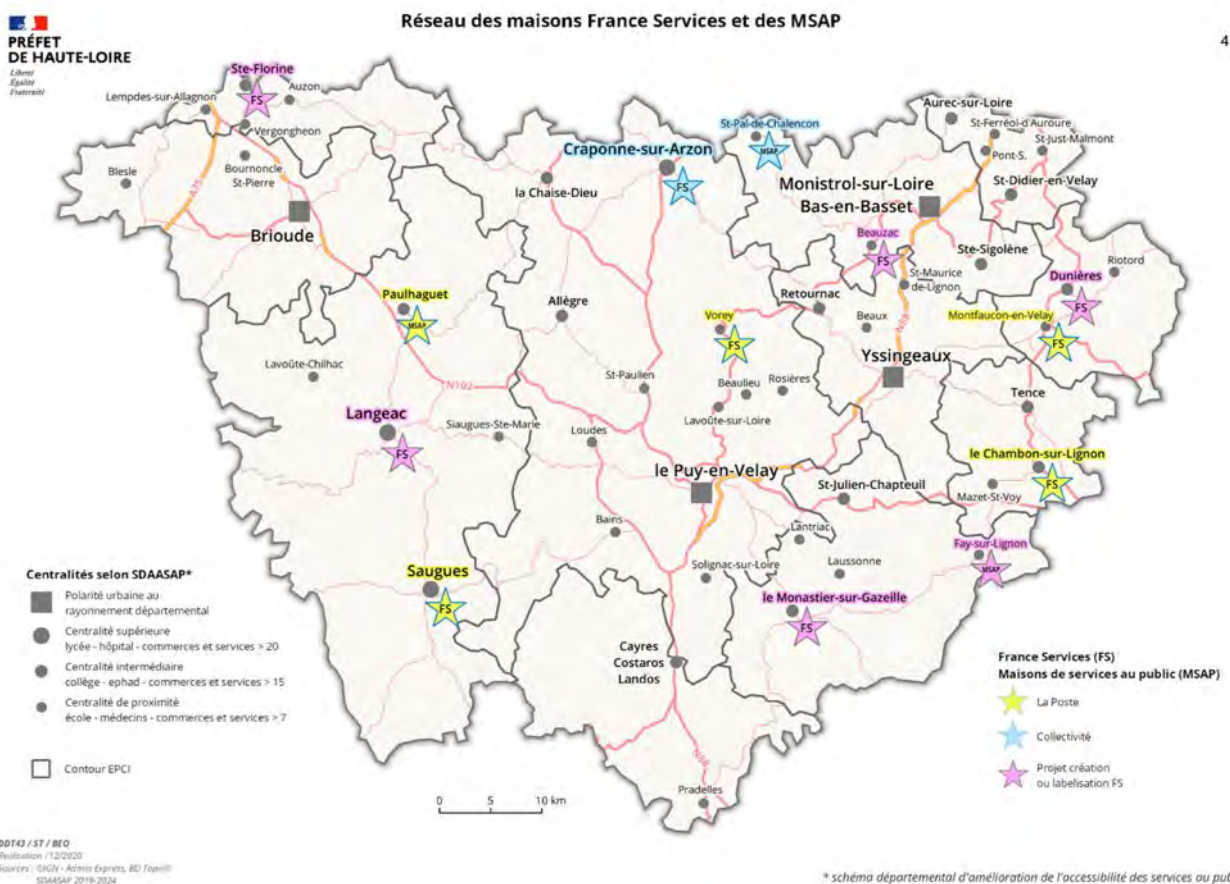 Réseau des maisons France Services et des MSAP
4
PRÉFET
DE HAUTE-LOIRE
Liberté
Égalité
Fraternité
Ste-Florine
FS
Auzon
Lempdes-sur-Allagnon
Vergongheon
Blesle
Bournoncle
St-Pierre
A75
Brioude
Craponne-sur-Arzon
FS
la Chaise-Dieu
St-Pal-de-Chalencon
MSAP
Aurec-sur-Loire
St-Ferréol-d'Auroure
St-Just-Malmont
Pont-S.
St-Didier-en-Velay
Monistrol-sur-Loire
Bas-en-Basset
Beauzac
FS
Ste-Sigolène
St-Maurice
de-Lignon
Riotord
Dunières
FS
Retournac
Beaux
N88
Montfaucon-en-Velay
FS
Paulhaguet
MSAP
Allègre
Vorey
FS
Yssingeaux
Lavoûte-Chilhac
N102
St-Paulien
Beaulieu
Rosières
Lavoûte-sur-Loire
Tence
Langeac
FS
Siaugues-Ste-Marie
Loudes
le Puy-en-Velay
le Chambon-sur-Lignon
FS
St-Julien-Chapteuil
Mazet-St-Voy
Bains
Lantriac
Fay-sur-Lignon
MSAP
Solignac-sur-Loire
Laussonne
Saugues
FS
le Monastier-sur-Gazeille
FS
Cayres
Costaros
Landos
N88
Pradelles
Centralités selon SDAASAP*
Polarité urbaine au
rayonnement départemental
Centralité supérieure
lycée - hôpital - commerces et services > 20
Centralité intermédiaire
collège - ephad - commerces et services > 15
Centralité de proximité
école - médecins - commerces et services > 7
Contour EPCI
0 5 10 km
France Services (FS)
Maisons de services au public (MSAP)
La Poste
Collectivité
Projet création
ou labelisation FS
DDT43 / ST / BEO
Réalisation : 12/2020
Sources : ©IGN - Admin Express, BD Topo®
SDAASAP 2019-2024
* schéma départemental d'amélioration de l'accessibilité des services au pub